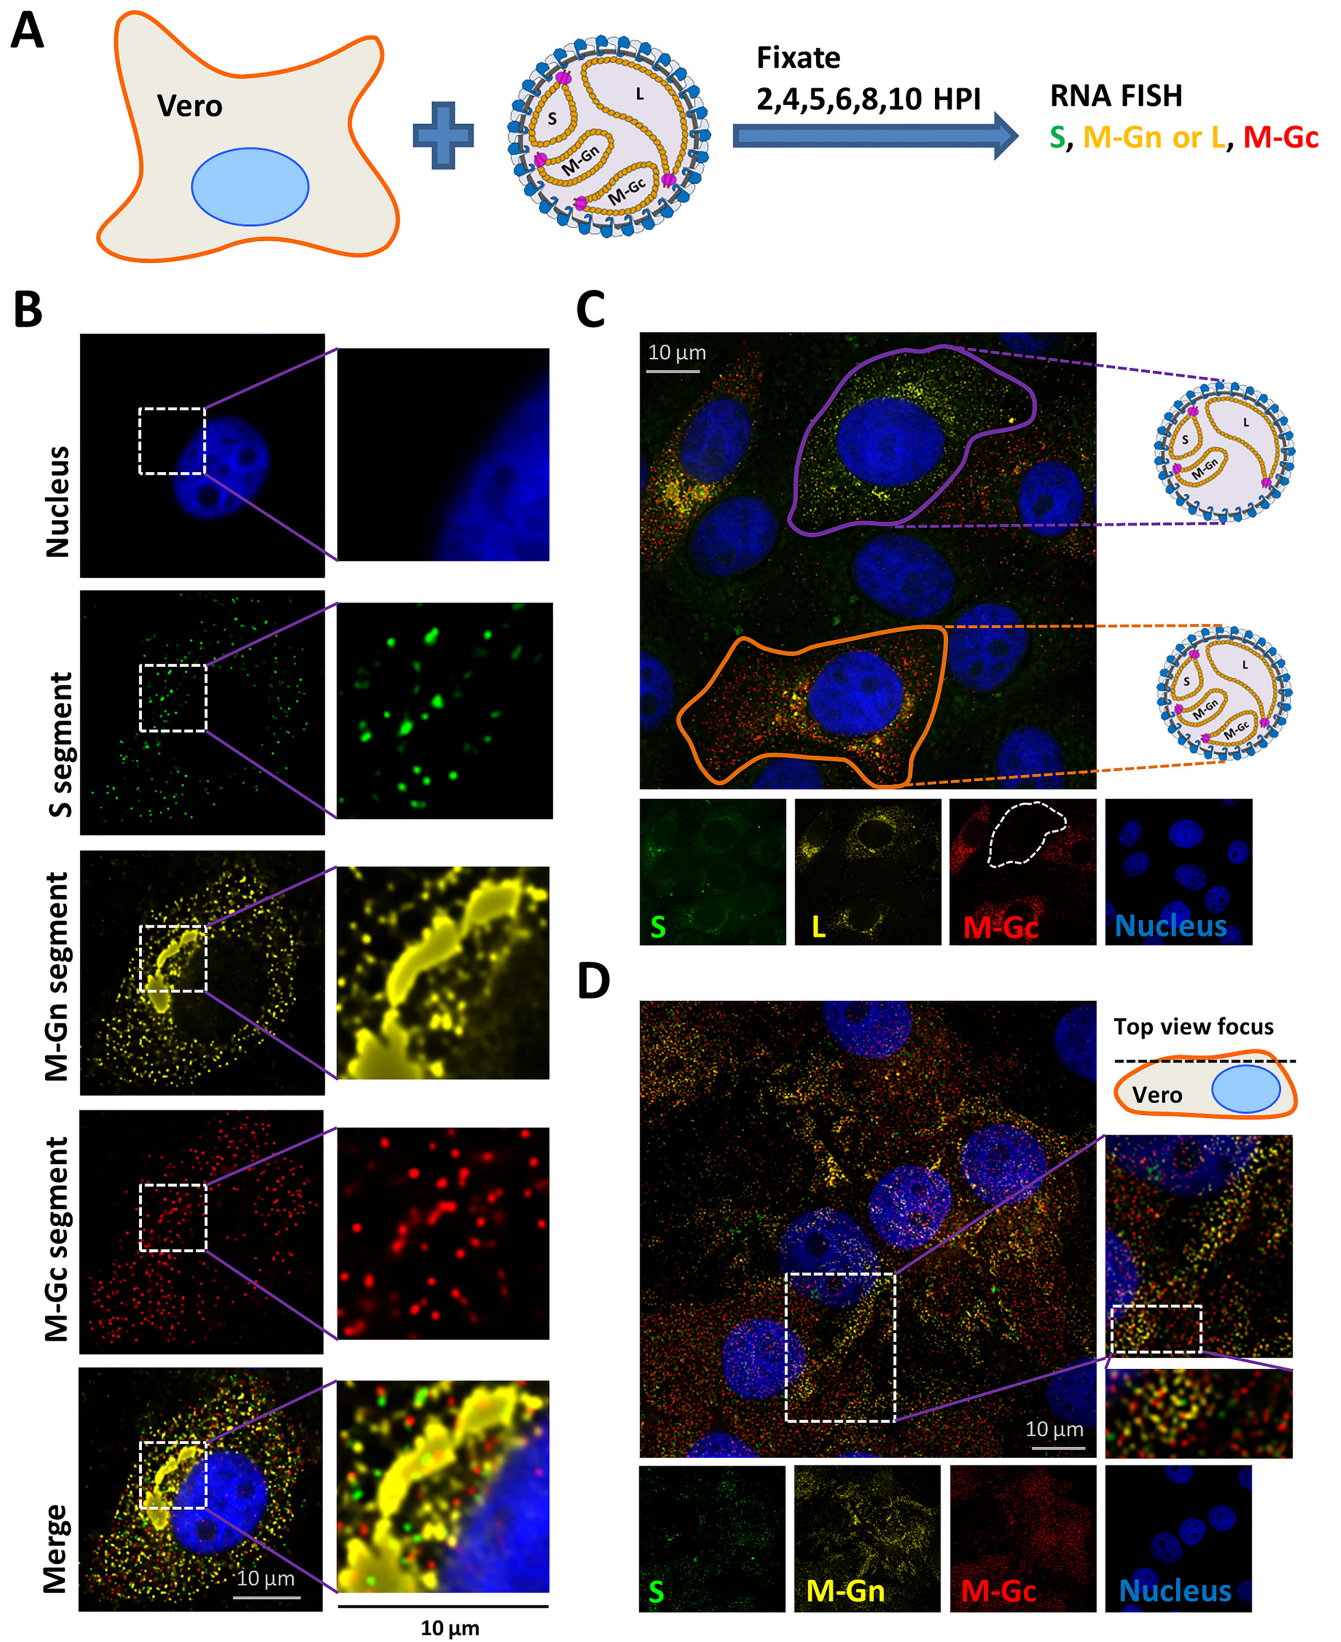 A
Vero
S
L
M-Gn
M-Gc
Fixate
2,4,5,6,8,10 HPI
RNA FISH
S, M-Gn or L, M-Gc
B
Nucleus
S segment
M-Gn segment
M-Gc segment
Merge
10 µm
10 µm
C
10 µm
S
L
M-Gn
S
L
M-Gn
M-Gc
S
L
M-Gc
Nucleus
D
Top view focus
Vero
10 µm
S
M-Gn
M-Gc
Nucleus